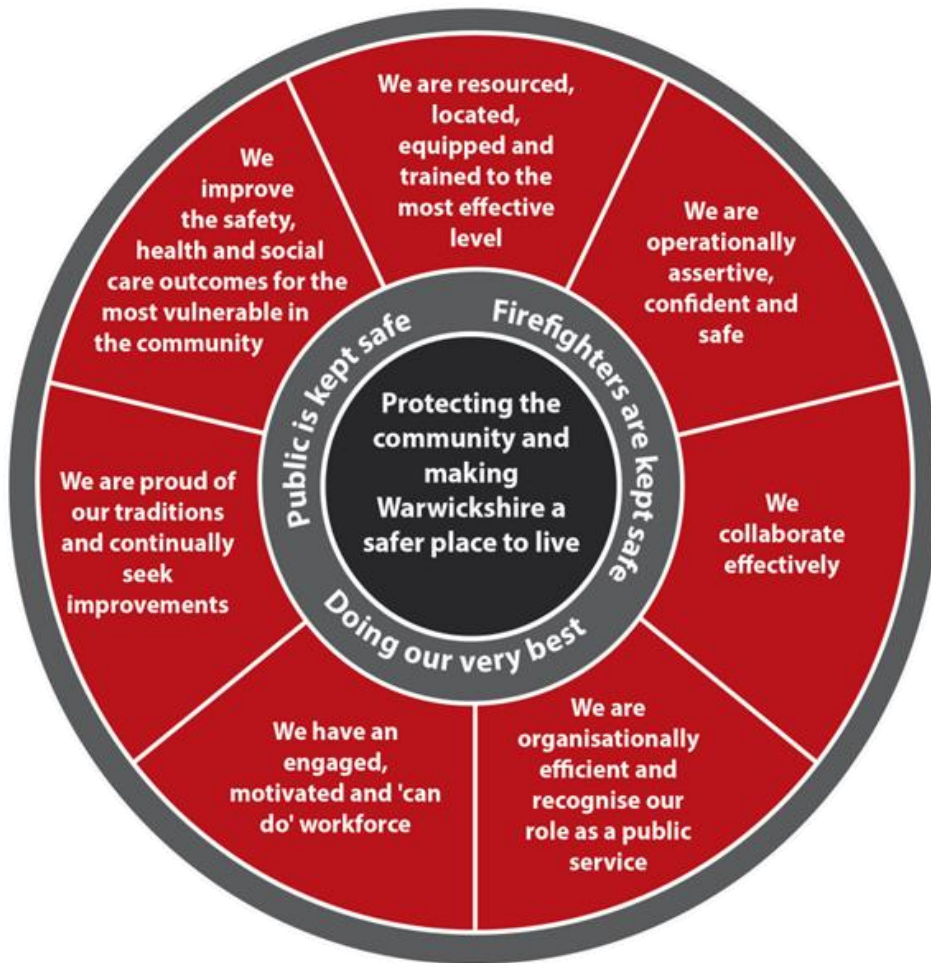 We are resourced,
located,
equipped and
trained to the
most effective
level
We are
operationally
assertive,
confident and
safe
We
collaborate
effectively
We are
organisationally
efficient and
recognise our
role as a public
service
We have an
engaged,
motivated and 'can
do' workforce
We are proud of
our traditions
and continually
seek
improvements
We
improve
the safety,
health and social
care outcomes for the
most vulnerable in
the community
Public is kept safe
Firefighters are kept safe
Doing our very best
Protecting the
community and
making
Warwickshire a
safer place to live